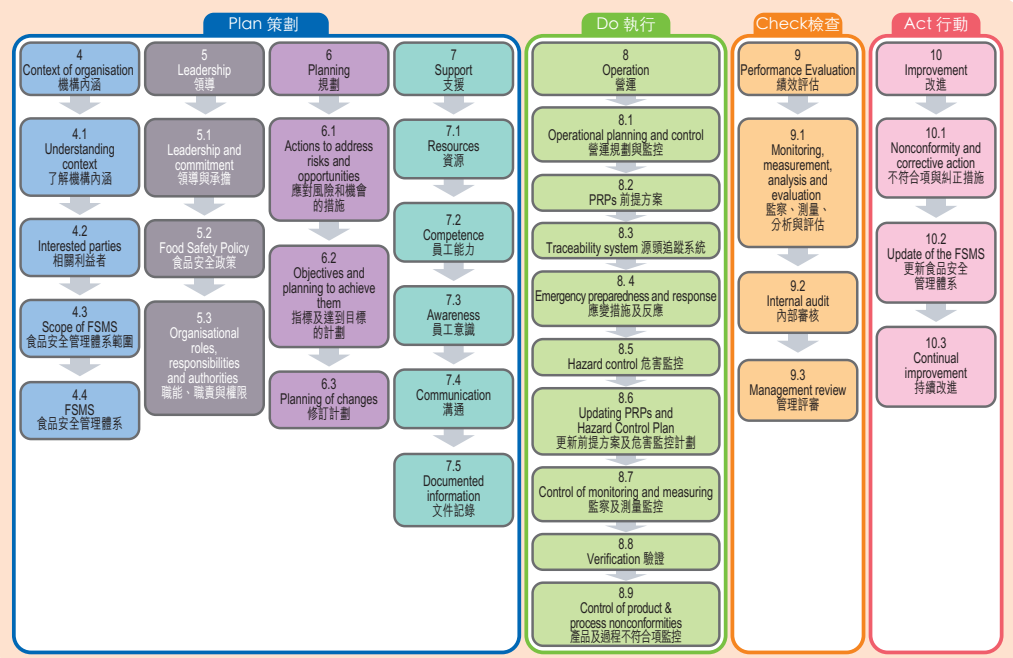 Plan 策劃
4
Context of organisation
機構內涵
4.1
Understanding
context
了解機構內涵
4.2
Interested parties
相關利益者
4.3
Scope of FSMS
食品安全管理體系範圍
4.4
FSMS
食品安全管理體系
5
Leadership
領導
5.1
Leadership and
commitment
領導與承擔
5.2
Food Safety Policy
食品安全政策
5.3
Organisational
roles,
responsibilities
and authorities
職能、職責與權限
6
Planning
規劃
6.1
Actions to address
risks and
opportunities
應對風險和機會
的措施
6.2
Objectives and
planning to achieve
them
指標及達到目標
的計劃
6.3
Planning of changes
修訂計劃
7
Support
支援
7.1
Resources
資源
7.2
Competence
員工能力
7.3
Awareness
員工意識
7.4
Communication
溝通
7.5
Documented
information
文件記錄
Do 執行
8
Operation
營運
8.1
Operational planning and control
營運規劃與監控
8.2
PRPs 前提方案
8.3
Traceability system 源頭追蹤系統
8. 4
Emergency preparedness and response
應變措施及反應
8.5
Hazard control 危害監控
8.6
Updating PRPs and
Hazard Control Plan
更新前提方案及危害監控計劃
8.7
Control of monitoring and measuring
監察及測量監控
8.8
Verification 驗證
8.9
Control of product &
process nonconformities
產品及過程不符合項監控
Check檢查
9
Performance Evaluation
績效評估
9.1
Monitoring,
measurement,
analysis and
evaluation
監察、測量、
分析與評估
9.2
Internal audit
內部審核
9.3
Management review
管理評審
Act 行動
10
Improvement
改進
10.1
Nonconformity and
corrective action
不符合項與糾正措施
10.2
Update of the FSMS
更新食品安全
管理體系
10.3
Continual
improvement
持續改進